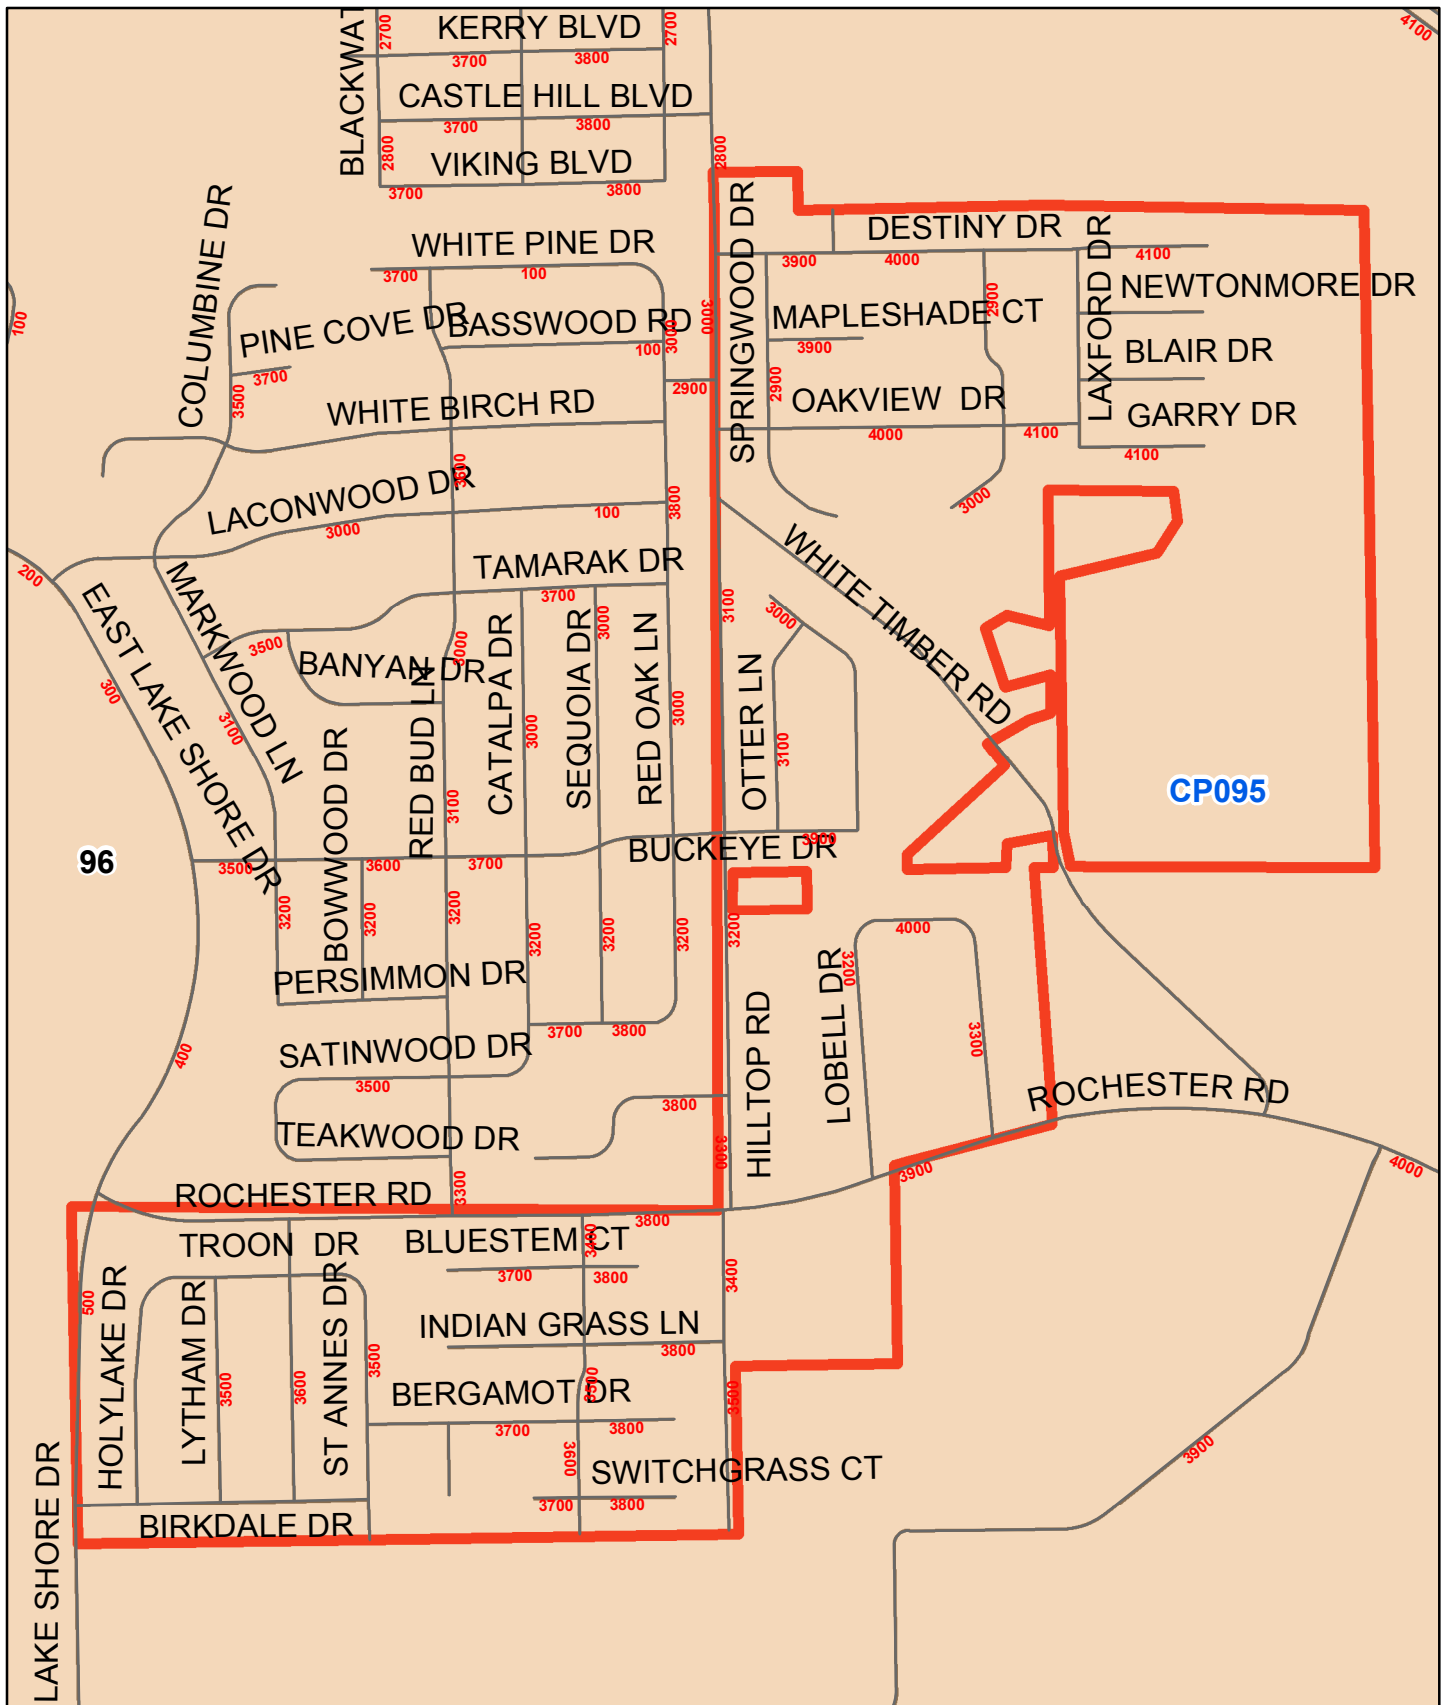 4100
2700
KERRY BLVD
2700
3700
3800
BLACKWAT
CASTLE HILL BLVD
3700
3800
2800
VIKING BLVD
2800
3700
3800
COLUMBINE DR
WHITE PINE DR
3700
100
SPRINGWOOD DR
DESTINY DR
3900
4000
LAXFORD DR
4100
NEWTONMORE DR
100
PINE COVE DR
3700
3500
BASSWOOD RD
100
3000
3000
2900
MAPLESHADE CT
3900
2900
2900
BLAIR DR
WHITE BIRCH RD
OAKVIEW DR
4000
4100
GARRY DR
4100
3600
LACONWOOD DR
3000
100
3800
3000
WHITE TIMBER RD
200
TAMARAK DR
3700
3000
3100
3000
EAST LAKE SHORE DR
300
MARKWOOD LN
3100
3500
BANYAN DR
3000
RED BUD LN
3100
CATALPA DR
3000
SEQUOIA DR
RED OAK LN
3000
OTTER LN
3100
CP095
BOWWOOD DR
96
3500
3600
3700
BUCKEYE DR
3900
3200
3200
3200
3200
3200
3200
3200
4000
3200
LOBELL DR
3300
PERSIMMON DR
HILLTOP RD
400
3700
3800
SATINWOOD DR
3500
3800
ROCHESTER RD
TEAKWOOD DR
3300
3300
3900
4000
ROCHESTER RD
3800
TROON DR
BLUESTEM CT
3400
3700
3800
3400
500
HOLYLAKE DR
LYTHAM DR
3500
3600
ST ANNES DR
3500
INDIAN GRASS LN
3800
BERGAMOT DR
3500
3700
3800
3500
3600
SWITCHGRASS CT
3700
3800
3900
BIRKDALE DR
LAKE SHORE DR